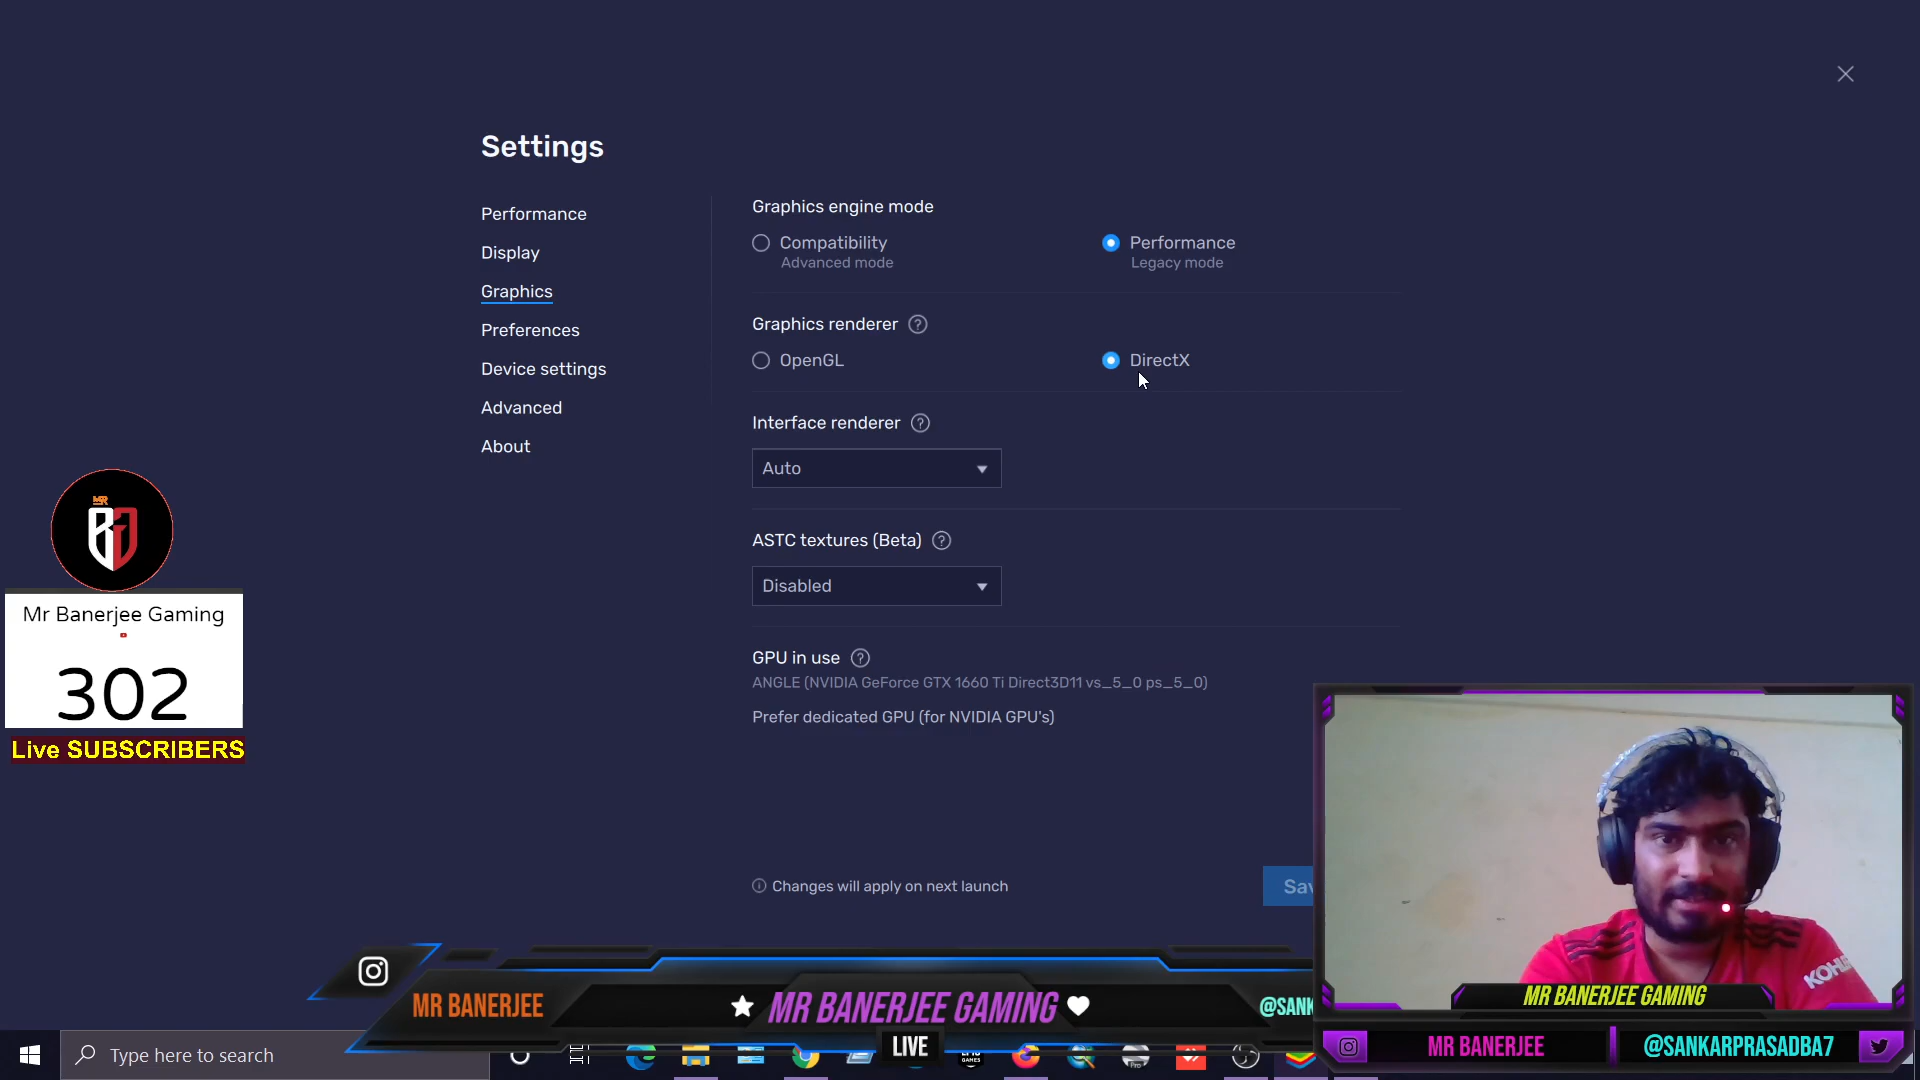 Settings
Performance
Display
Graphics
Preferences
Device settings
Advanced
About
Graphics engine mode
Compatibility
Advanced mode
Performance
Legacy mode
Graphics renderer ?
OpenGL
DirectX
Interface renderer ?
Auto
ASTC textures (Beta) ?
Disabled
GPU in use ?
ANGLE (NVIDIA GeForce GTX 1660 Ti Direct3D11 vs_5_0 ps_5_0)
Prefer dedicated GPU (for NVIDIA GPU's)
Changes will apply on next launch
Sav
MR
Mr Banerjee Gaming
302
Live SUBSCRIBERS
MR BANERJEE
MR BANERJEE GAMING
@SANK
LIVE
MR BANERJEE GAMING
MR BANERJEE
@SANKARPRASADBA7
Type here to search